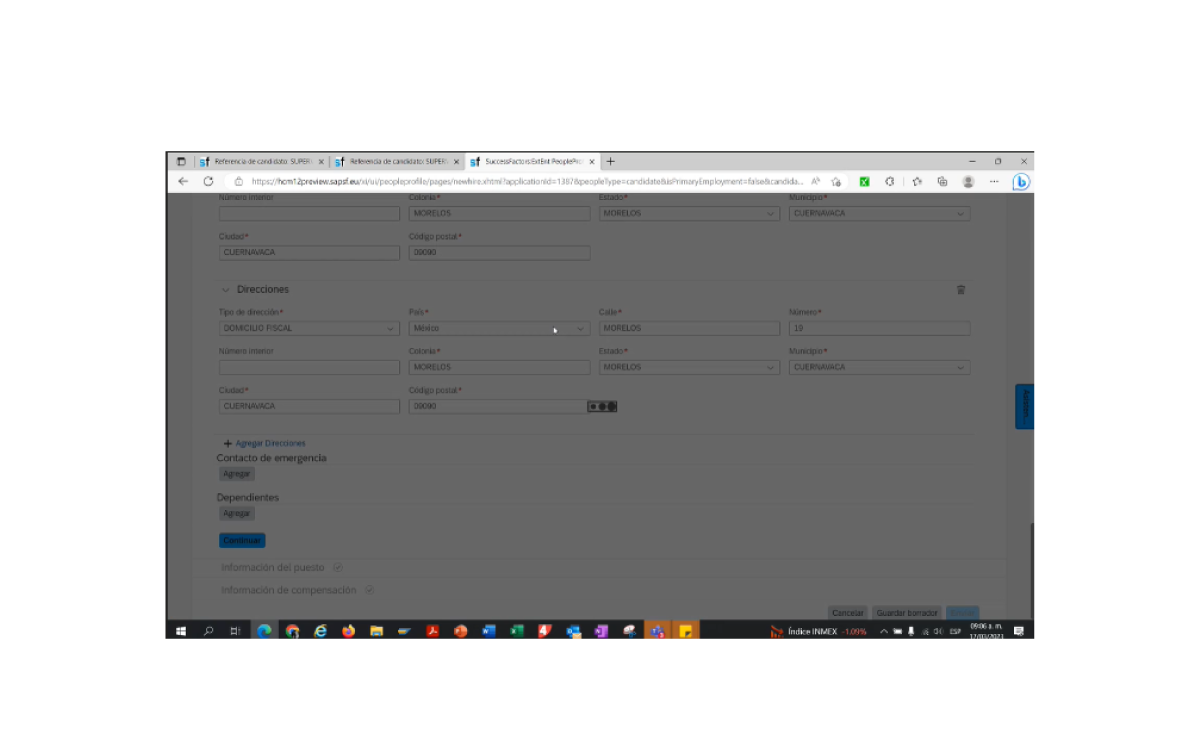 Referencia de candidato: SUPERV
Referencia de candidato: SUPERV
SuccessFactors:ExtEnt:PeoplePro
https://hcm12preview.sapsf.eu/xi/ui/peopleprofile/pages/newhire.xhtml?applicationId=1387&peopleType=candidate&isPrimaryEmployment=false&candida...
Número interior Colonia* Estado* Municipio*
MORELOS MORELOS CUERNAVACA
Ciudad* Código postal*
CUERNAVACA 09090
Direcciones
Tipo de dirección* País* Calle* Número*
DOMICILIO FISCAL México MORELOS 19
Número interior Colonia* Estado* Municipio*
MORELOS MORELOS CUERNAVACA
Ciudad* Código postal*
CUERNAVACA 09090
+ Agregar Direcciones
Contacto de emergencia
Agregar
Dependientes
Agregar
Continuar
Información del puesto
Información de compensación
Cancelar Guardar borrador
Índice INMEX -1.09% ESP 09:06 a. m.
17/03/2023